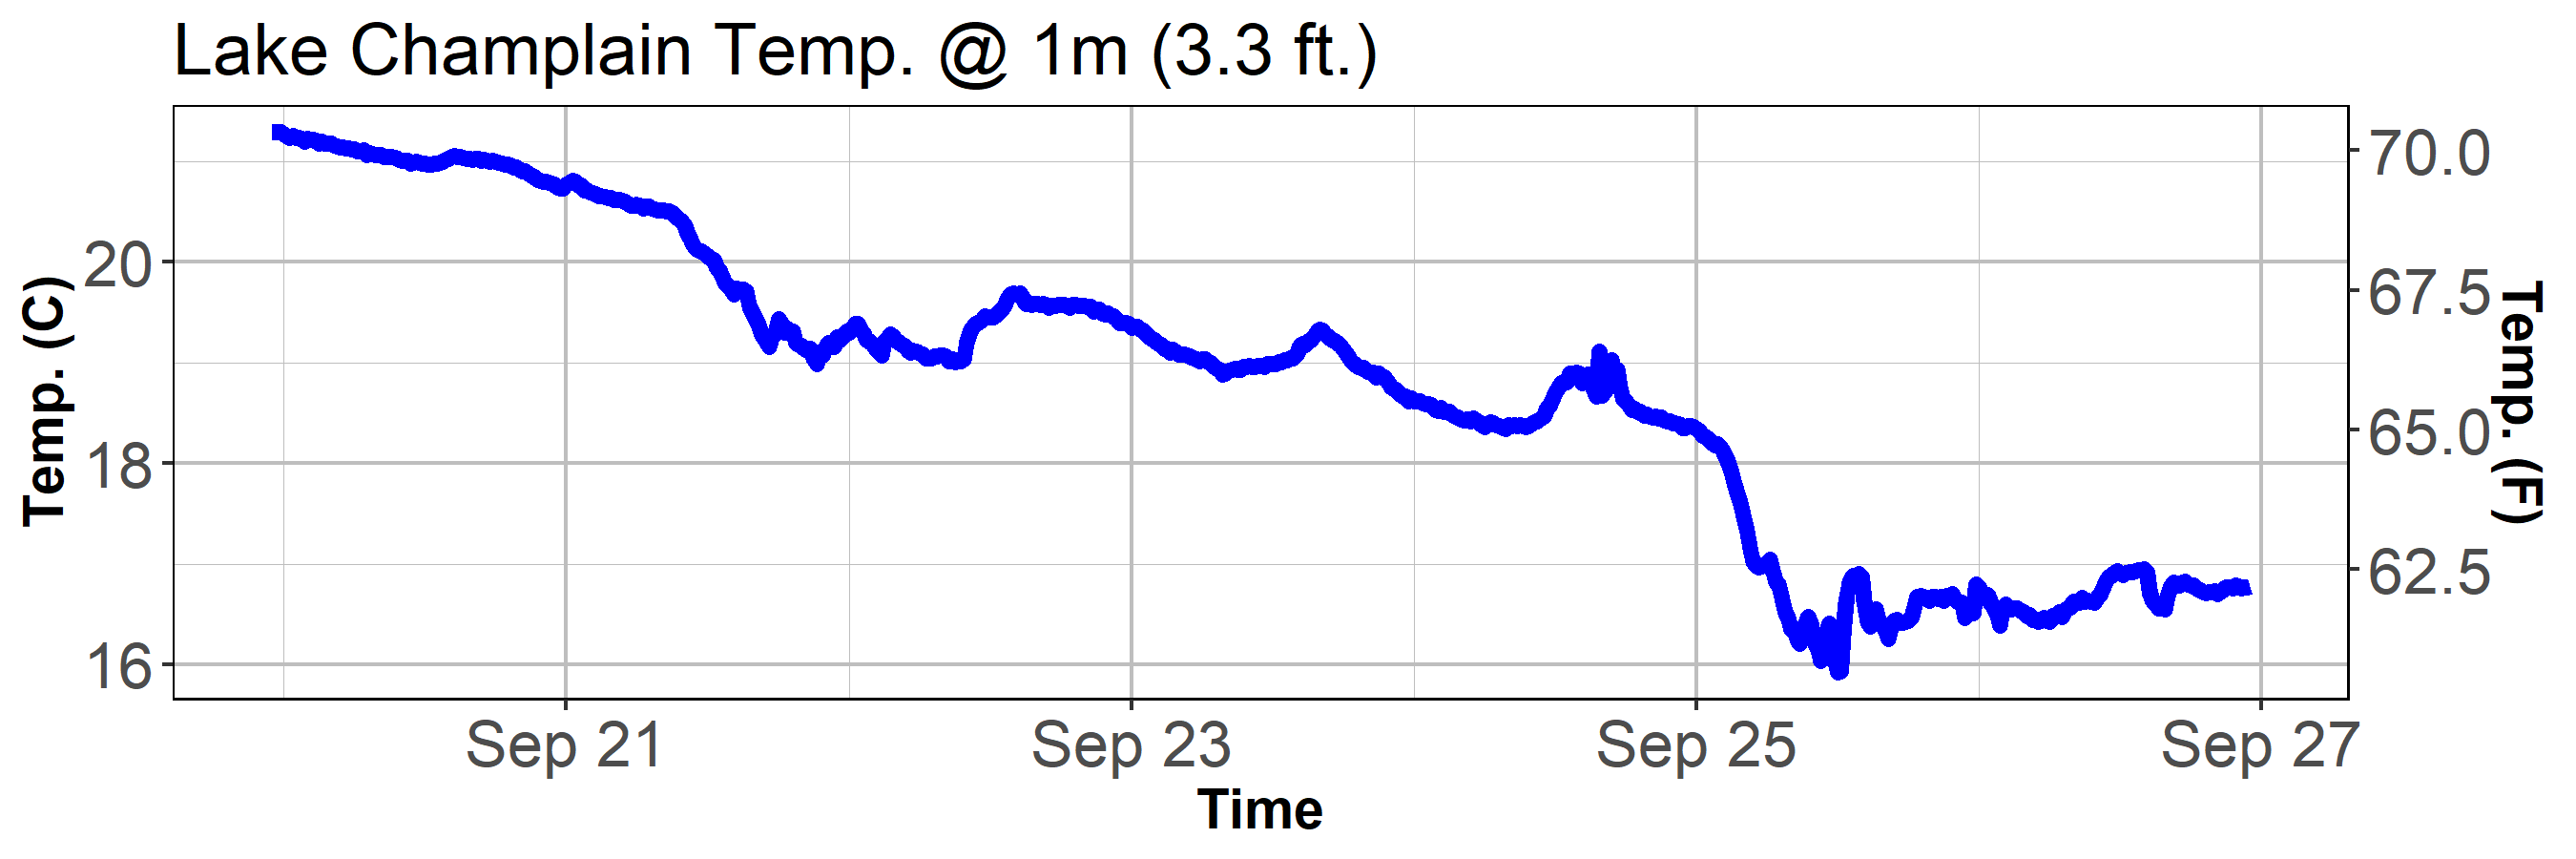 Lake Champlain Temp. @ 1m (3.3 ft.)
Temp. (C)
20
18
16
70.0
67.5
65.0
62.5
Temp. (F)
Sep 21
Sep 23
Sep 25
Sep 27
Time